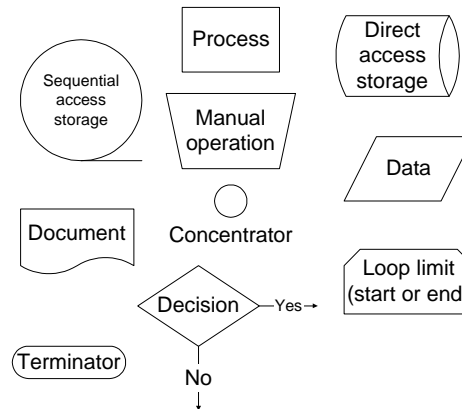 Process
Direct
access
storage
Sequential
access
storage
Manual
operation
Data
Concentrator
Document
Loop limit
(start or end
Decision
Yes
Terminator
No